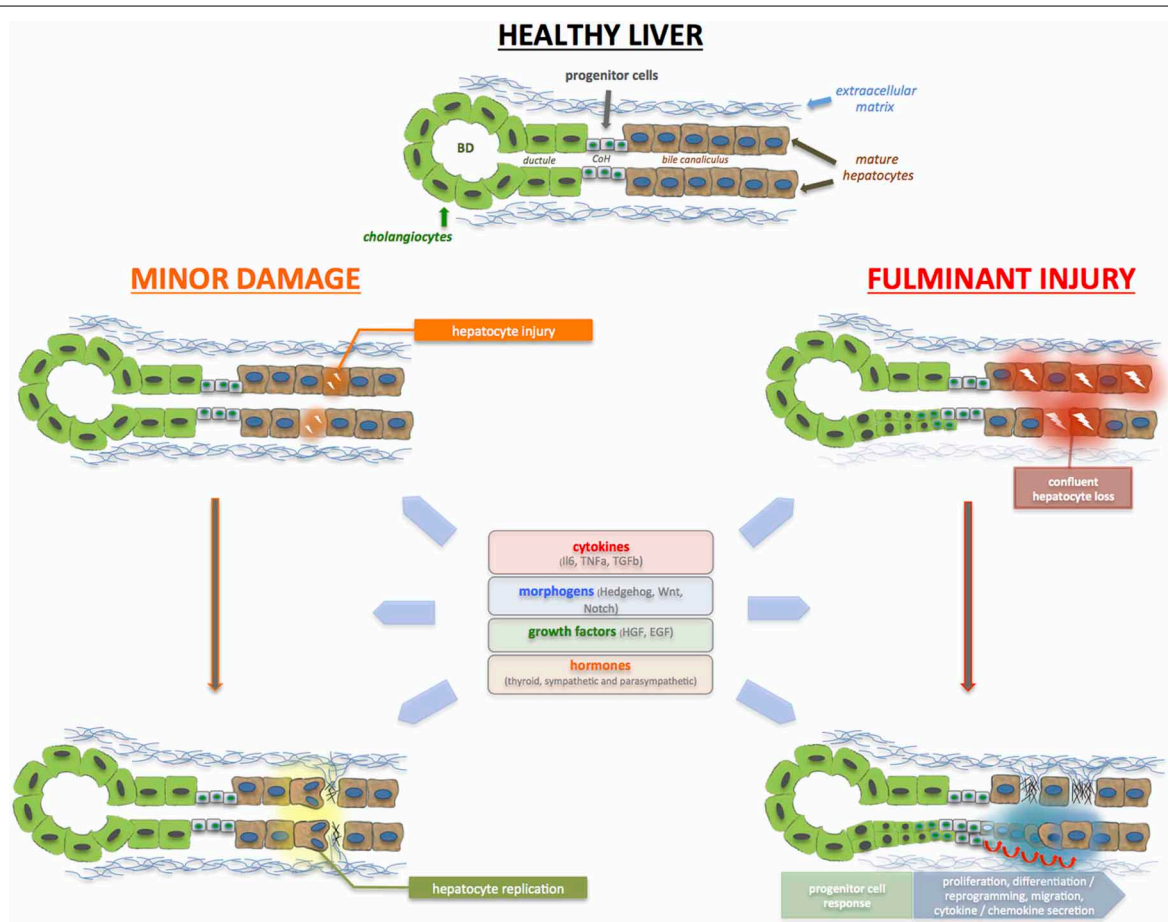 HEALTHY LIVER
progenitor cells
extraacellular
matrix
BD
ductule
CoH
bile canaliculus
mature
hepatocytes
cholangiocytes
MINOR DAMAGE
FULMINANT INJURY
hepatocyte injury
confluent
hepatocyte loss
cytokines
(Il6, TNFa, TGFb)
morphogens (Hedgehog, Wnt,
Notch)
growth factors (HGF, EGF)
hormones
(thyroid, sympathetic and parasympathetic)
hepatocyte replication
progenitor cell
response
proliferation, differentiation /
reprogramming, migration,
cytokine / chemokine secretion